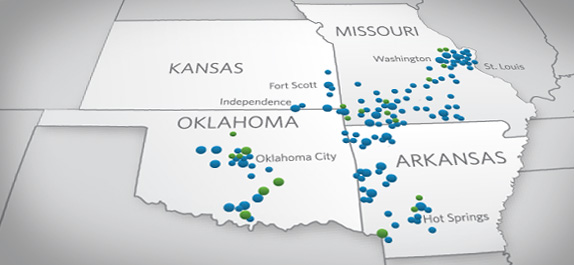 MISSOURI
Washington
St. Louis
KANSAS
Fort Scott
Independence
OKLAHOMA
Oklahoma City
ARKANSAS
Hot Springs